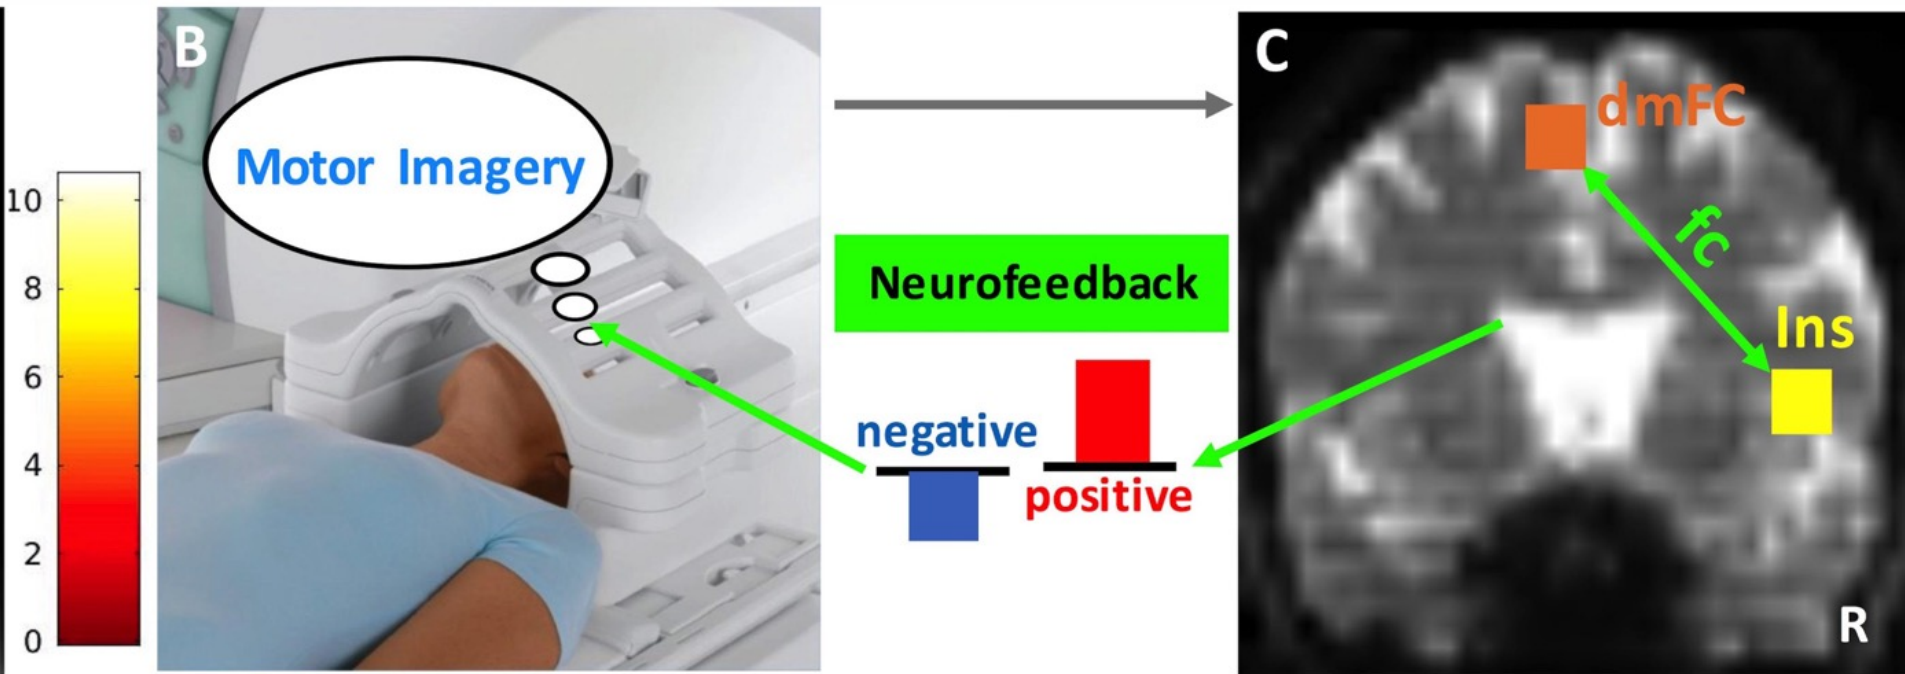 10
8
6
4
2
0
B
Motor Imagery
Neurofeedback
negative
positive
C
dmFC
fc
Ins
R